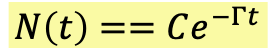 N(t) == Ce^{-Γt}